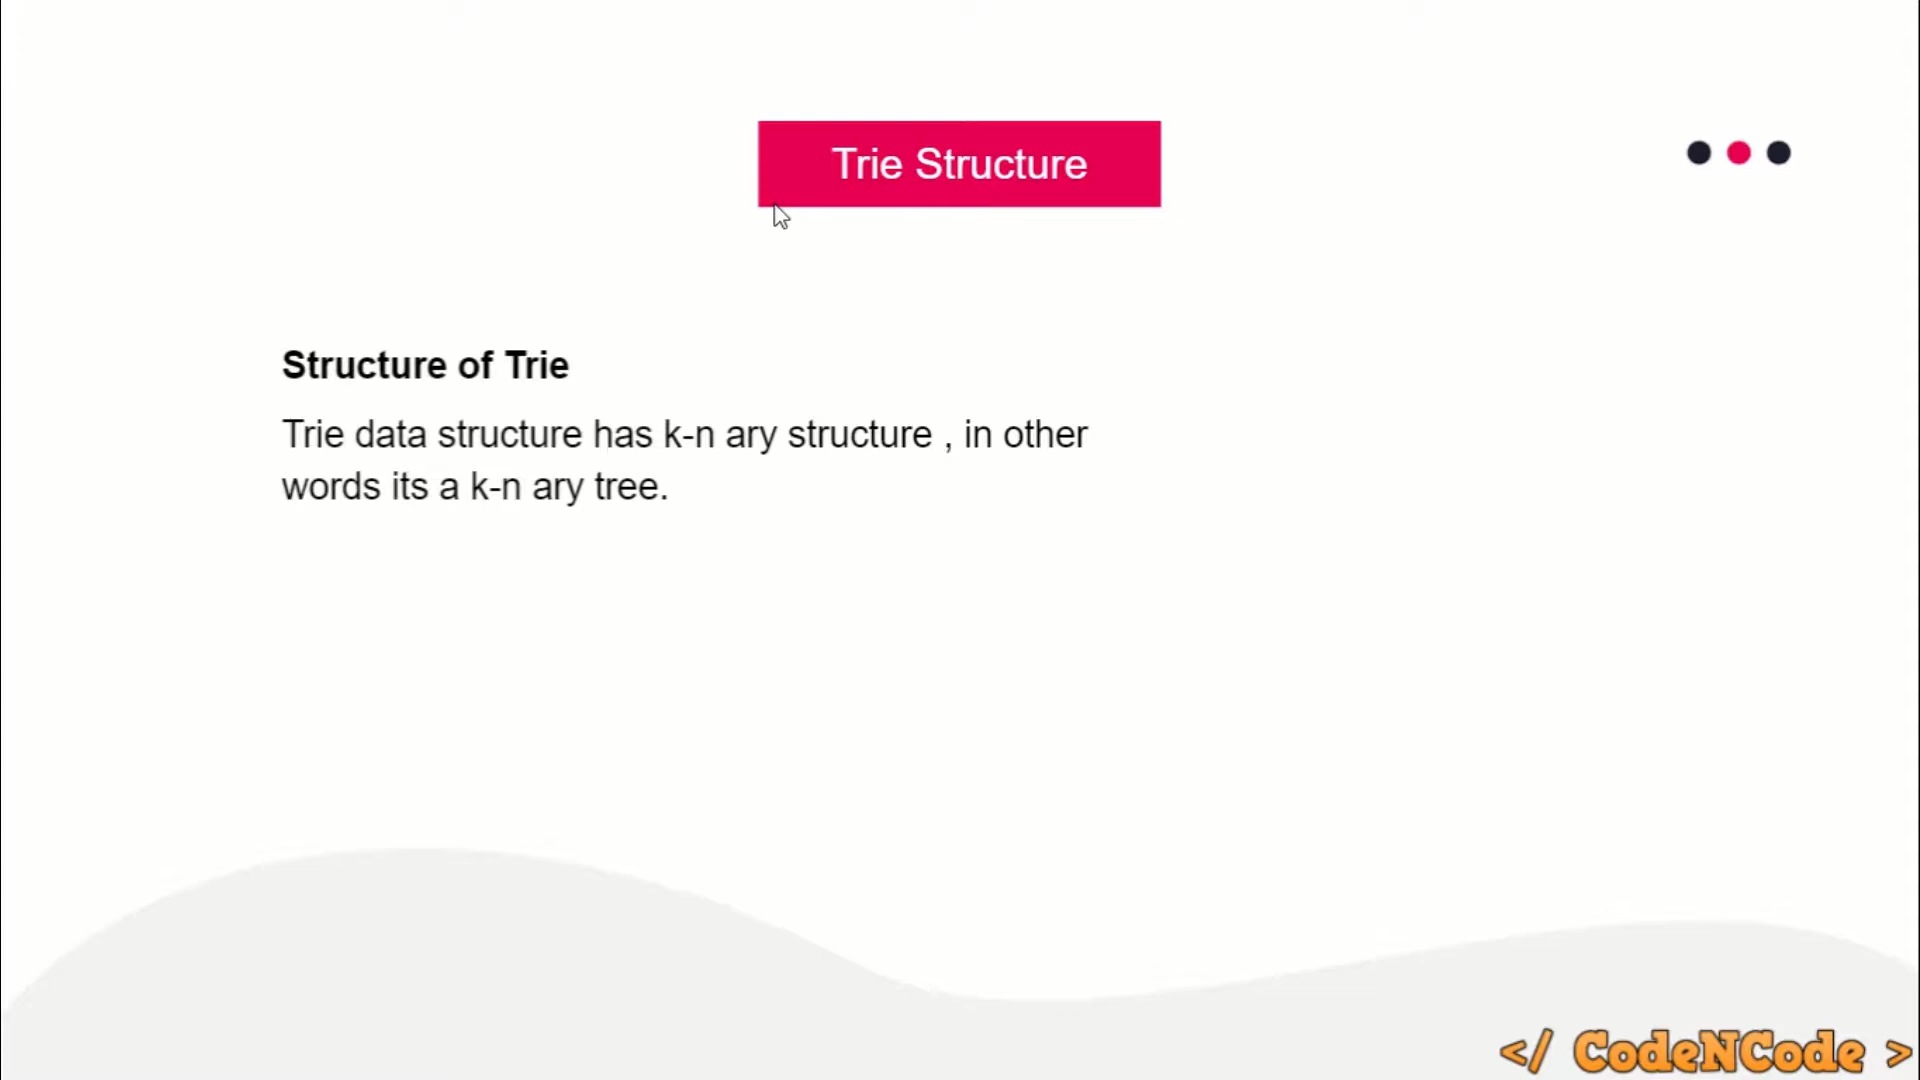 Trie Structure
Structure of Trie
Trie data structure has k-n ary structure , in other
words its a k-n ary tree.
</ CodeNCode >